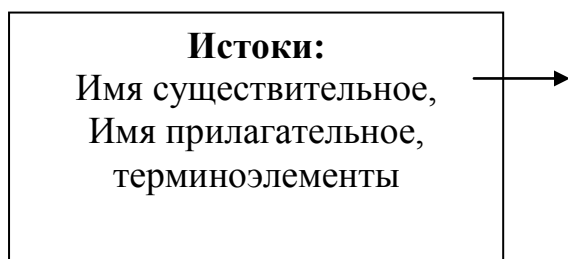 Истоки:
Имя существительное,
Имя прилагательное,
терминоэлементы